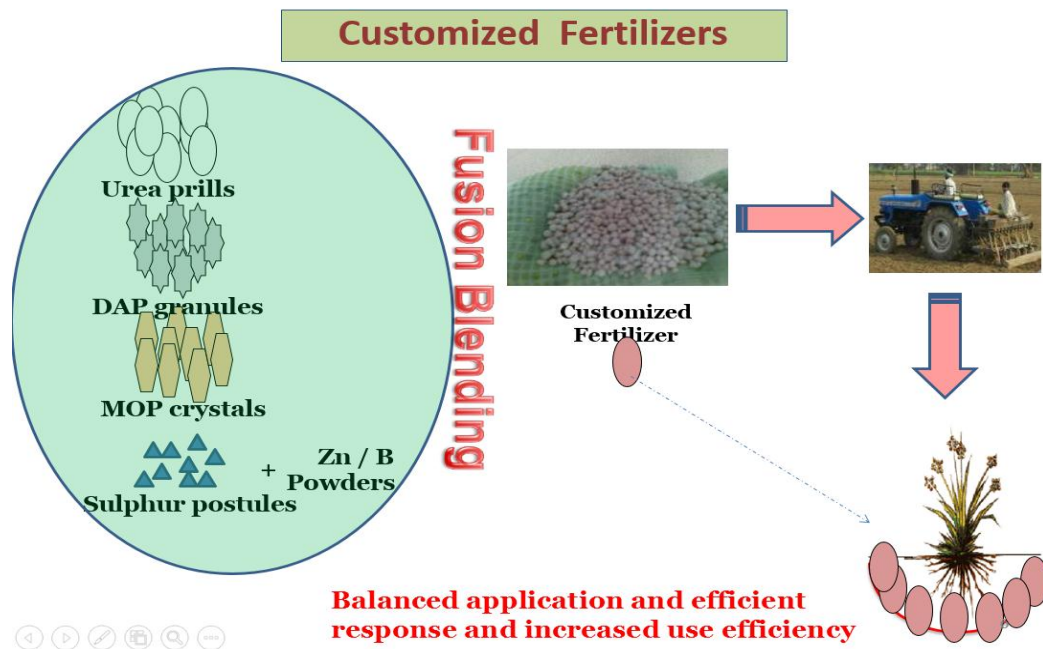 Customized Fertilizers
Urea prills
DAP granules
MOP crystals
Sulphur postules
+
Zn / B
Powders
Fusion Blending
Customized
Fertilizer
Balanced application and efficient
response and increased use efficiency